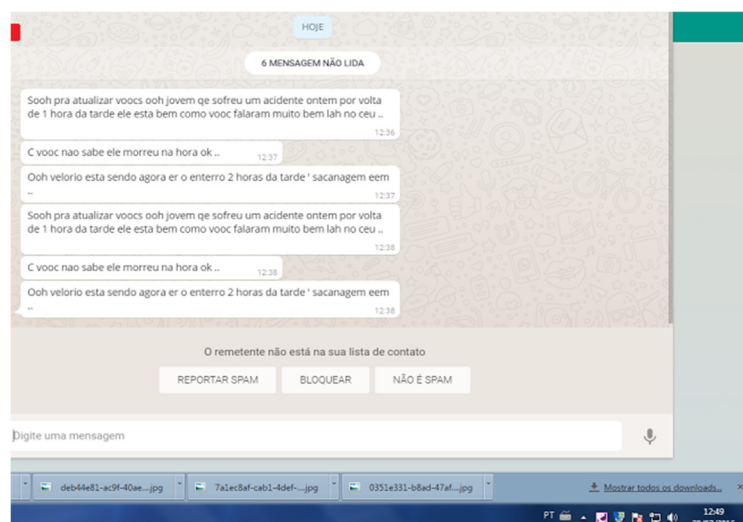 HOJE
6 MENSAGEM NÃO LIDA
Sooh pra atualizar voocs ooh jovem qe sofreu um acidente ontem por volta
de 1 hora da tarde ele esta bem como vooc falaram muito bem lah no ceu ..
12:36
C vooc nao sabe ele morreu na hora ok .. 12:37
Ooh velorio esta sendo agora er o enterro 2 horas da tarde ' sacanagem eem
..
12:37
Sooh pra atualizar voocs ooh jovem qe sofreu um acidente ontem por volta
de 1 hora da tarde ele esta bem como vooc falaram muito bem lah no ceu ..
12:38
C vooc nao sabe ele morreu na hora ok .. 12:38
Ooh velorio esta sendo agora er o enterro 2 horas da tarde ' sacanagem eem
..
12:38
O remetente não está na sua lista de contato
REPORTAR SPAM BLOQUEAR NÃO É SPAM
Digite uma mensagem
deb44e81-ac9f-40ae....jpg 7a1ec8af-cab1-4def-....jpg 0351e331-b8ad-47af....jpg Mostrar todos os downloads...
PT 12:49